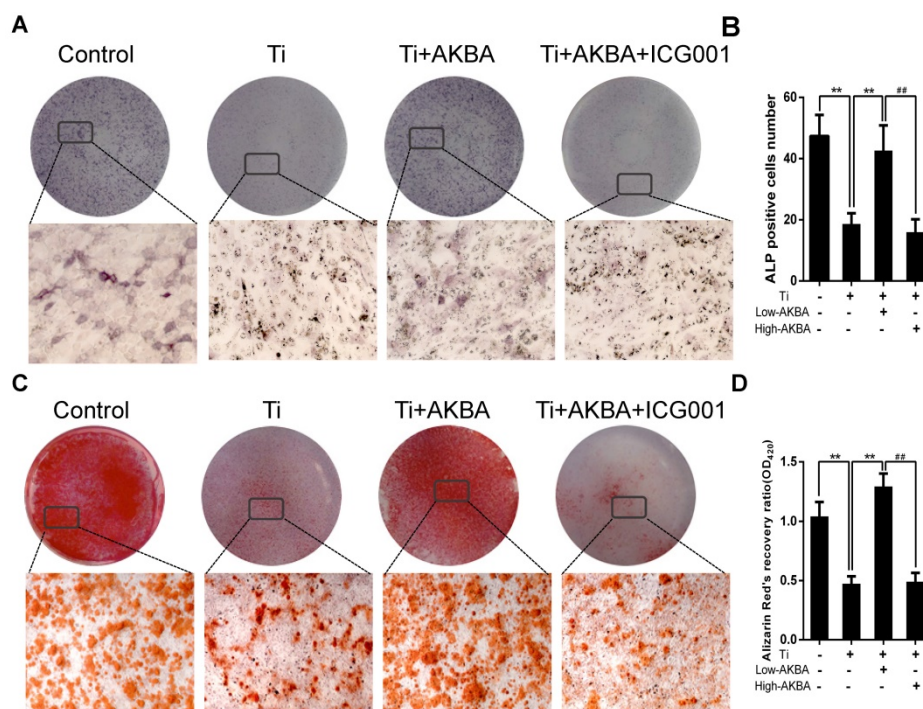 A
Control
Ti
Ti+AKBA
Ti+AKBA+ICG001
B
ALP positive cells number
60
40
20
0
** ** ##
Ti - + + +
Low-AKBA - - + -
High-AKBA - - - +
C
Control
Ti
Ti+AKBA
Ti+AKBA+ICG001
D
Alizarin Red's recovery ratio(OD420)
1.5
1.0
0.5
0.0
** ** ##
Ti - + + +
Low-AKBA - - + -
High-AKBA - - - +